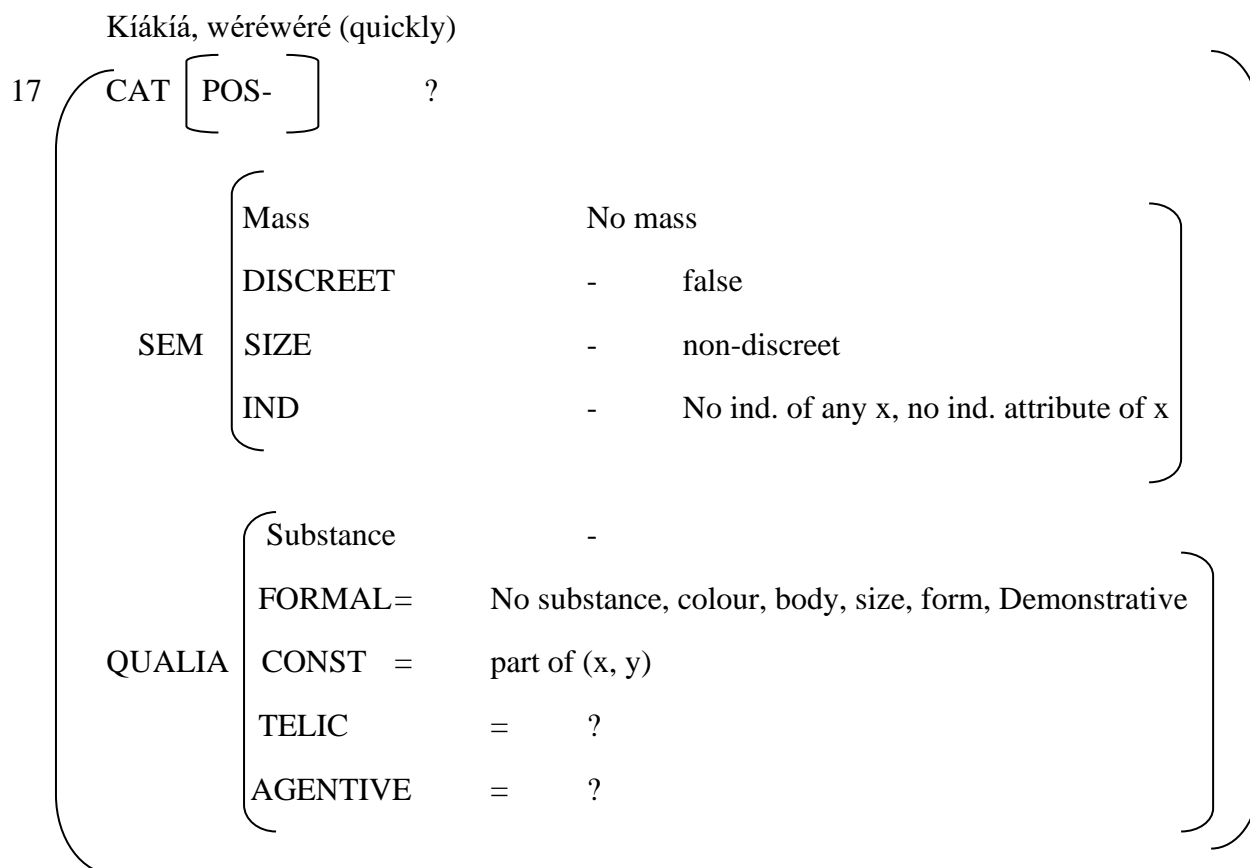 Kíákíá, wéréwéré (quickly)
17 CAT POS- ?
Mass No mass
DISCREET - false
SEM SIZE - non-discreet
IND - No ind. of any x, no ind. attribute of x
Substance -
FORMAL= No substance, colour, body, size, form, Demonstrative
QUALIA CONST = part of (x, y)
TELIC = ?
AGENTIVE = ?